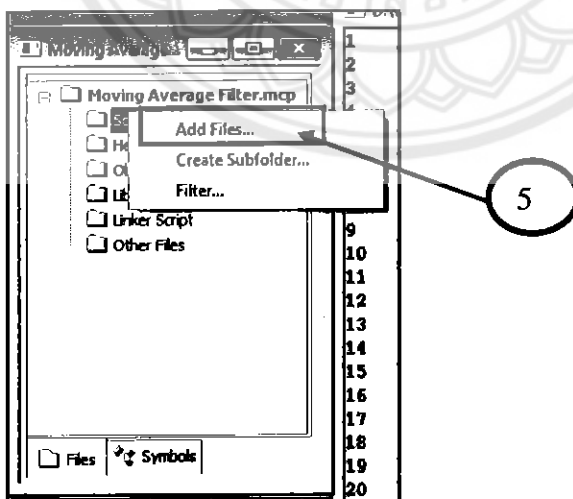 Moving Average
Moving Average Filter.mcp
Add Files...
Create Subfolder...
Filter...
Linker Script
Other Files
Files
Symbols
1
2
3
9
10
11
12
13
14
15
16
17
18
19
20
5